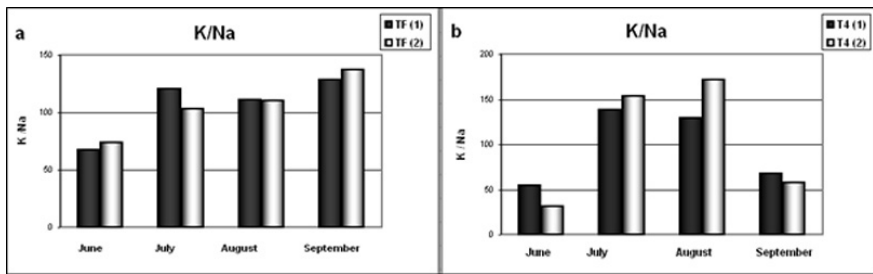 a
K/Na
TF (1)
TF (2)
150
100
50
0
K/Na
June
July
August
September
b
K/Na
T4 (1)
T4 (2)
200
150
100
50
0
K / Na
June
July
August
September